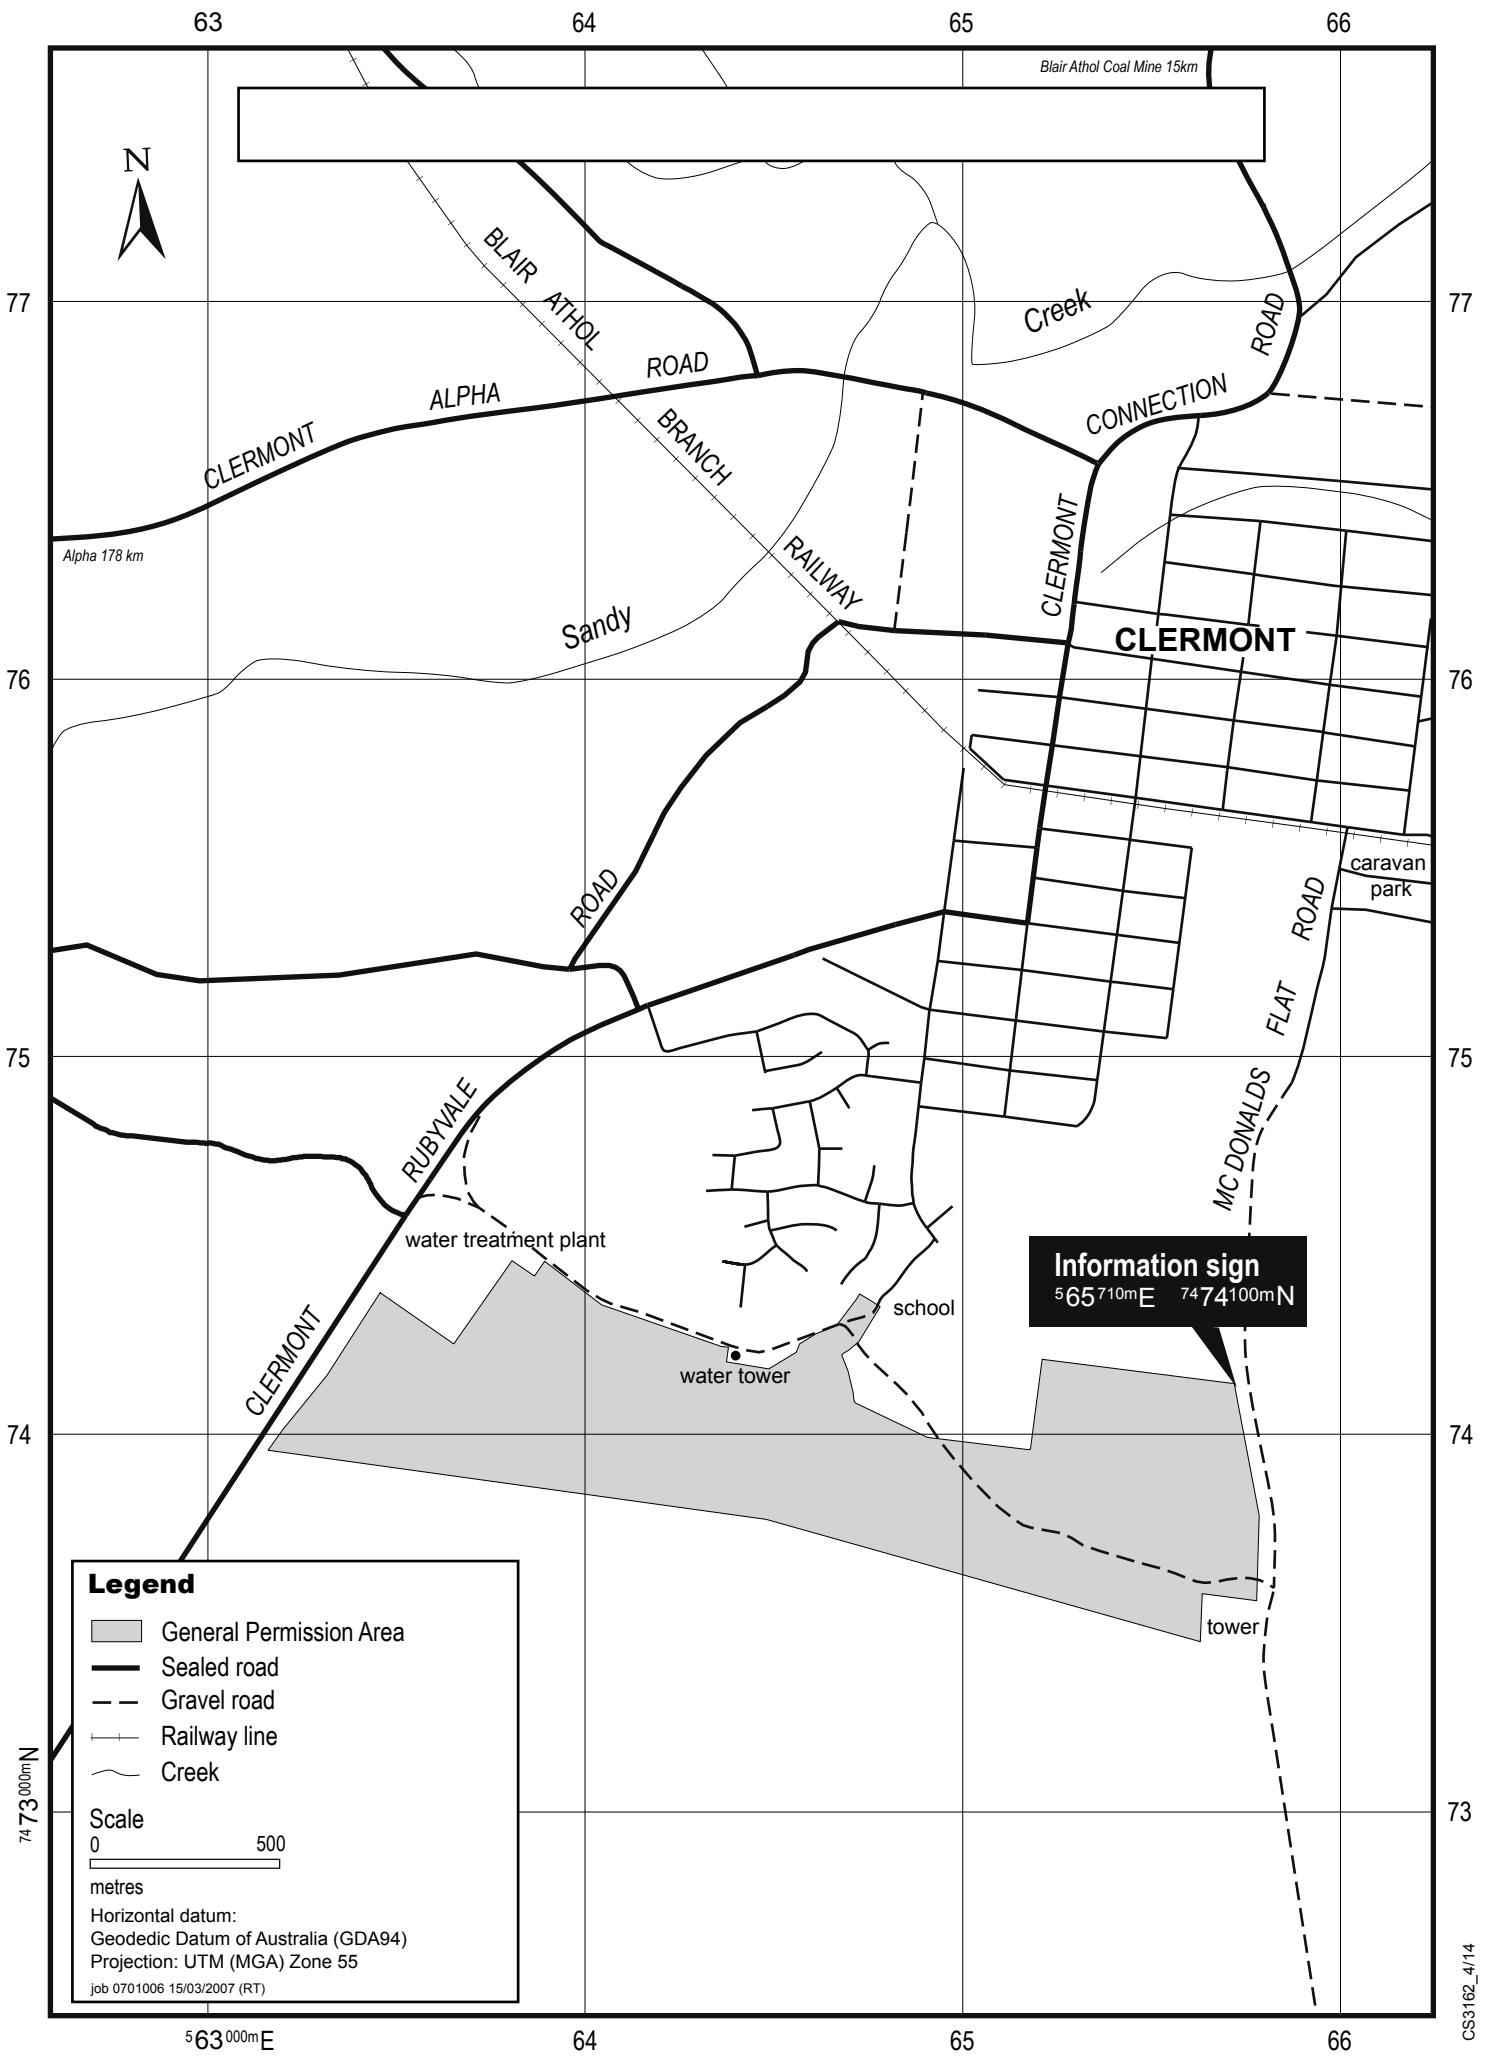 63 64 65 66
Blair Athol Coal Mine 15km
N
BLAIR ATHOL BRANCH RAILWAY
77 77
Creek
ROAD
CONNECTION
CLERMONT ALPHA ROAD
Alpha 178 km
CLERMONT
Sandy
CLERMONT
76 76
caravan
park
ROAD
MC DONALDS FLAT ROAD
75 75
CLERMONT RUBYVALE
water treatment plant
Information sign
565710mE 7474100mN
school
water tower
74 74
tower
Legend
General Permission Area
Sealed road
Gravel road
Railway line
Creek
Scale
0 500
metres
Horizontal datum:
Geodedic Datum of Australia (GDA94)
Projection: UTM (MGA) Zone 55
job 0701006 15/03/2007 (RT)
7473000mN 73
563000mE 64 65 66
CS3162_4/14